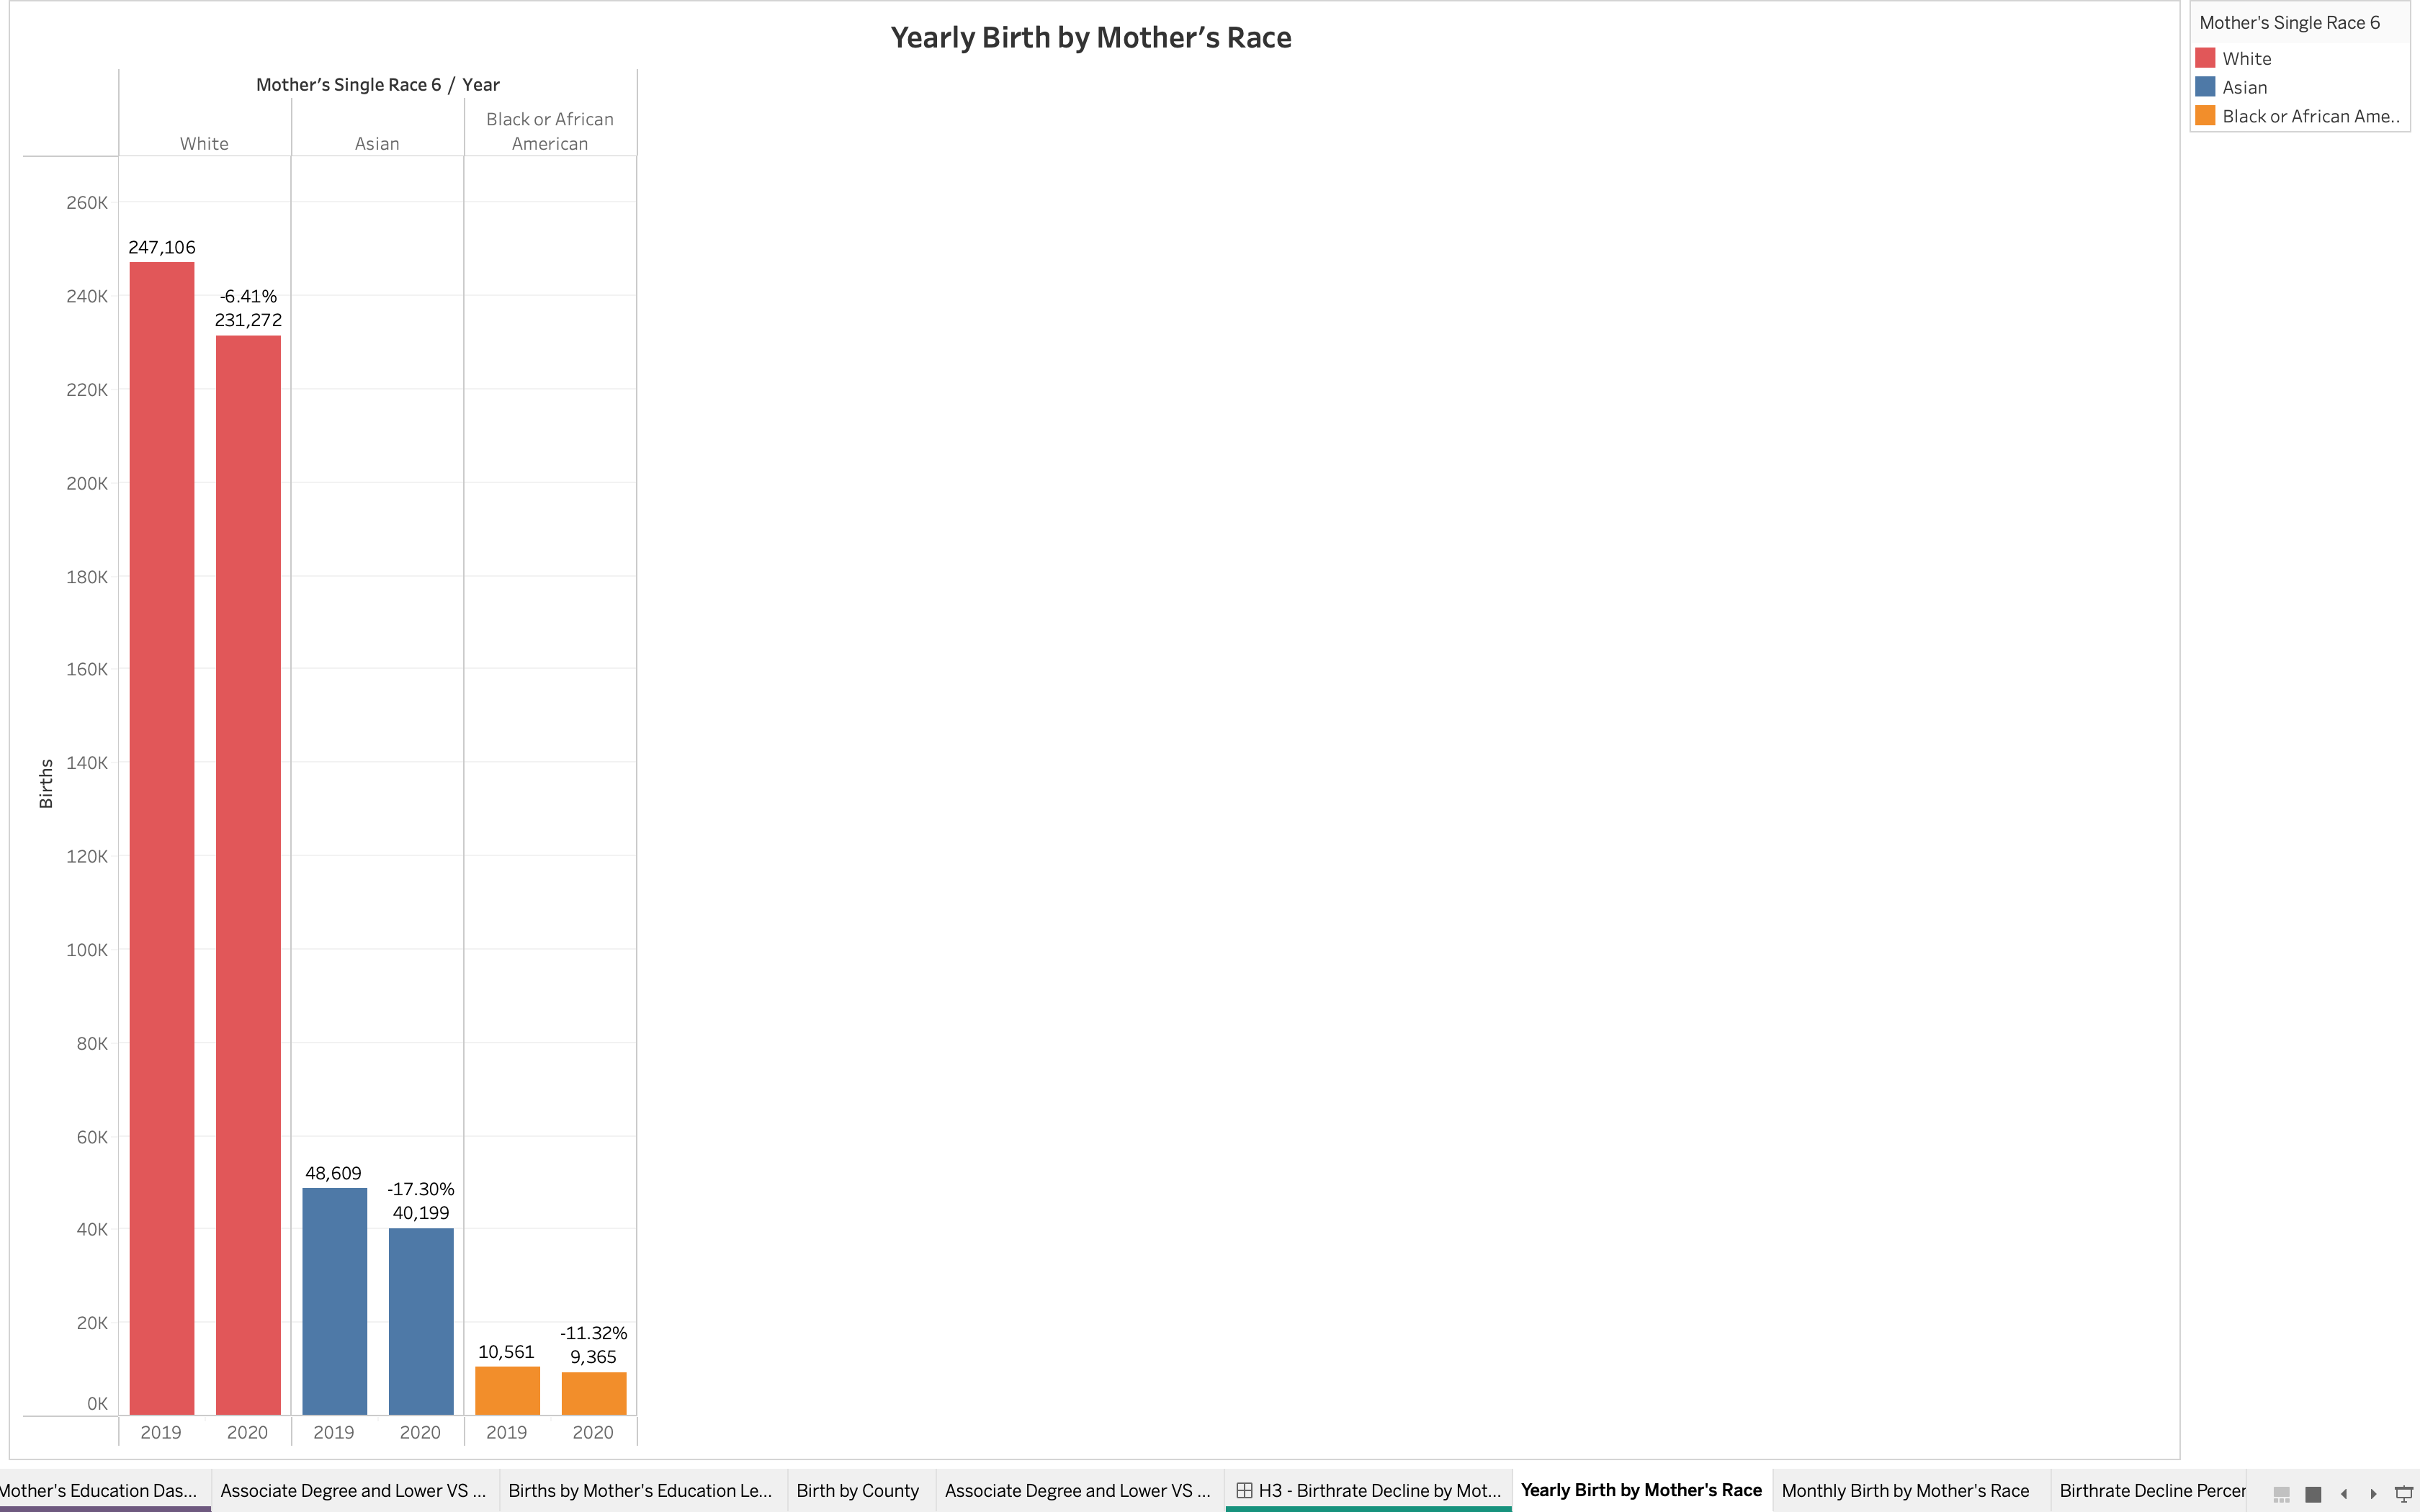 Yearly Birth by Mother's Race
Mother's Single Race 6 / Year
White
Asian
Black or African
American
260K
240K
220K
200K
180K
160K
140K
120K
100K
80K
60K
40K
20K
0K
Births
247,106
-6.41%
231,272
48,609
-17.30%
40,199
10,561
-11.32%
9,365
2019 2020 2019 2020 2019 2020
Mother's Single Race 6
White
Asian
Black or African Ame..
Mother's Education Das... Associate Degree and Lower VS ... Births by Mother's Education Le... Birth by County Associate Degree and Lower VS ... H3 - Birthrate Decline by Mot... Yearly Birth by Mother's Race Monthly Birth by Mother's Race Birthrate Decline Percer